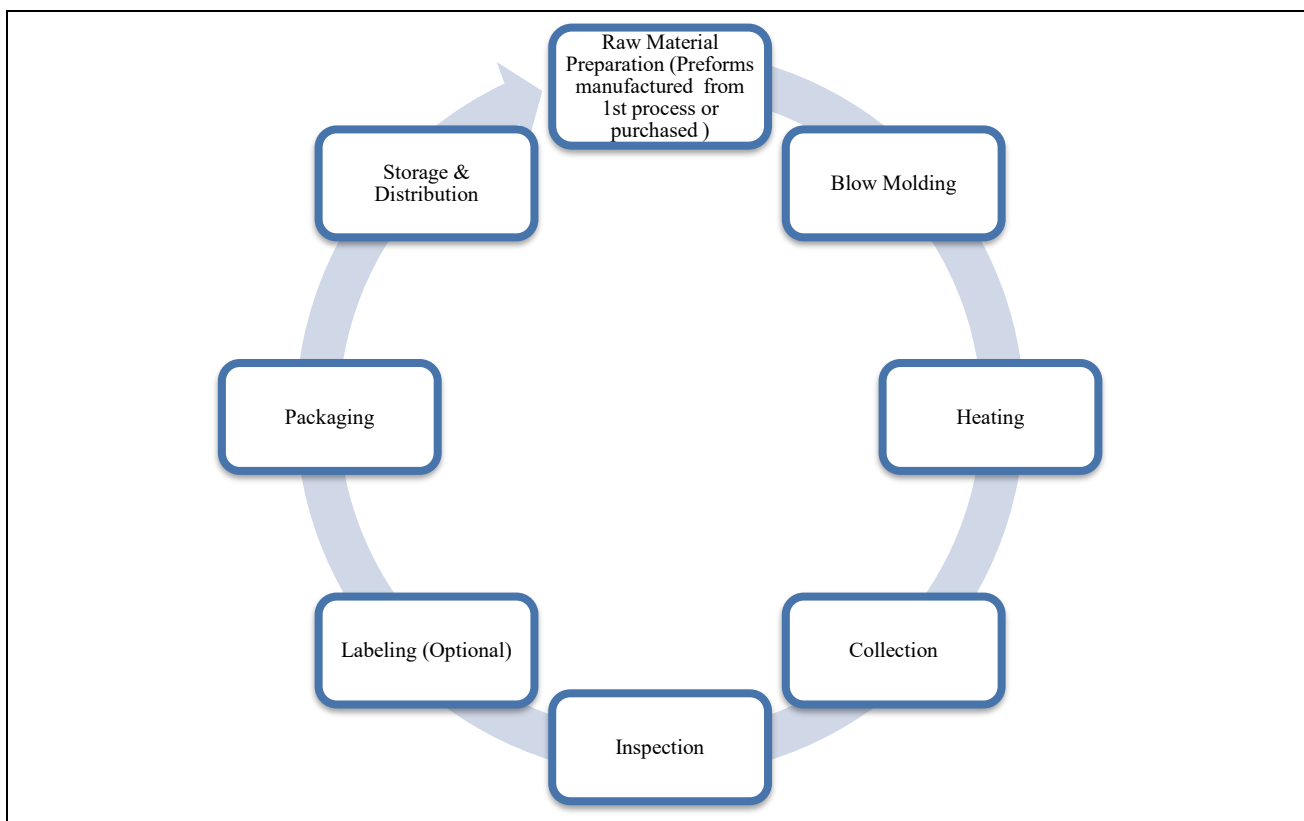 Raw Material
Preparation (Preforms
manufactured from
1st process or
purchased )
Blow Molding
Heating
Collection
Inspection
Labeling (Optional)
Packaging
Storage &
Distribution